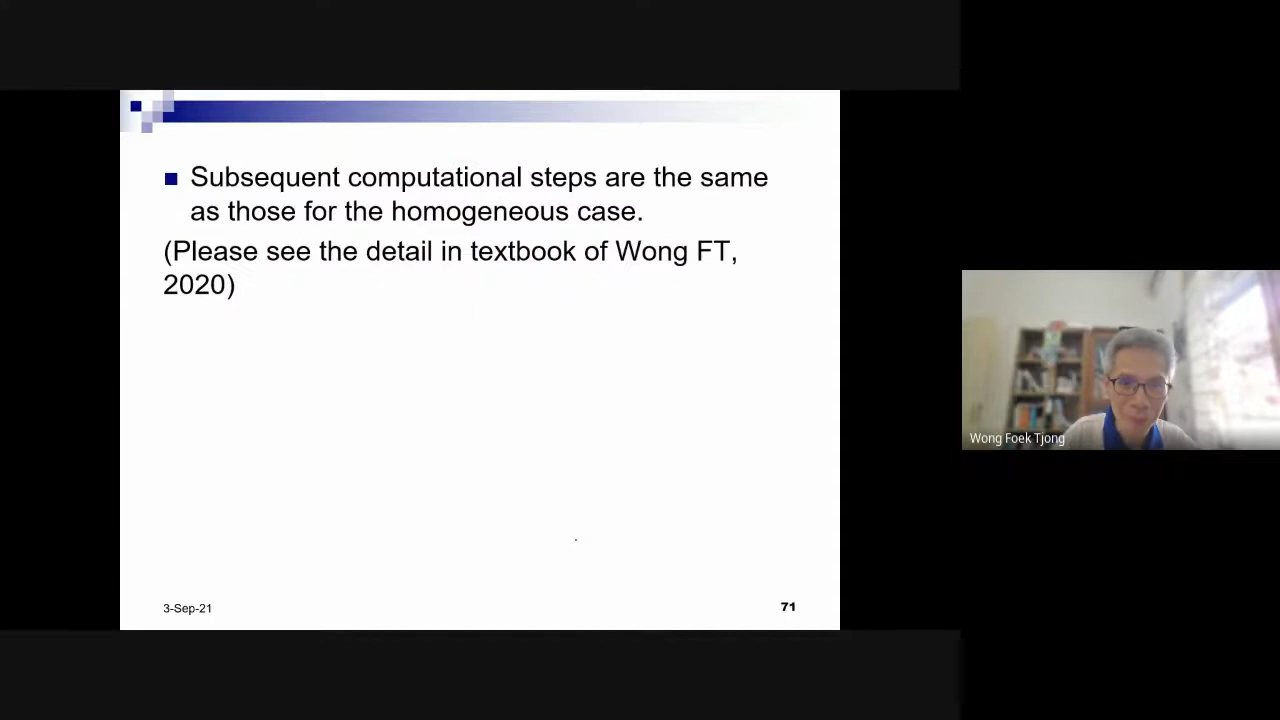 Subsequent computational steps are the same
as those for the homogeneous case.
(Please see the detail in textbook of Wong FT,
2020)
3-Sep-21
71
Wong Foek Tjong